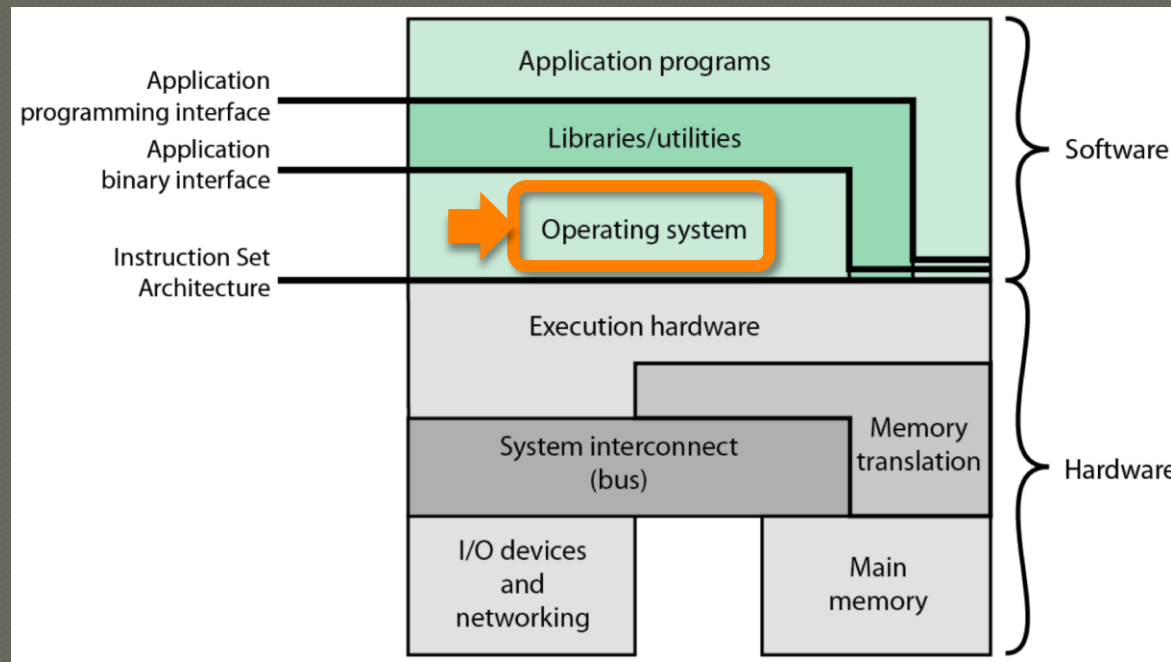 Application programs
Application
programming interface
Libraries/utilities
Application
binary interface
Software
Operating system
Instruction Set
Architecture
Execution hardware
Memory
translation
System interconnect
(bus)
Hardware
I/O devices
and
networking
Main
memory